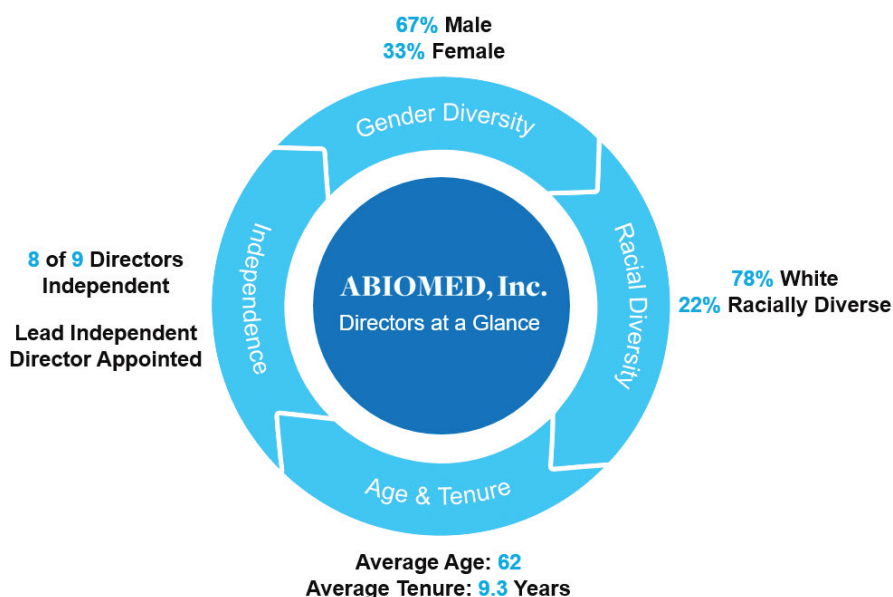 67% Male
33% Female
Gender Diversity
Racial Diversity
78% White
22% Racially Diverse
Age & Tenure
Average Age: 62
Average Tenure: 9.3 Years
Independence
8 of 9 Directors
Independent
Lead Independent
Director Appointed
ABIOMED, Inc.
Directors at a Glance